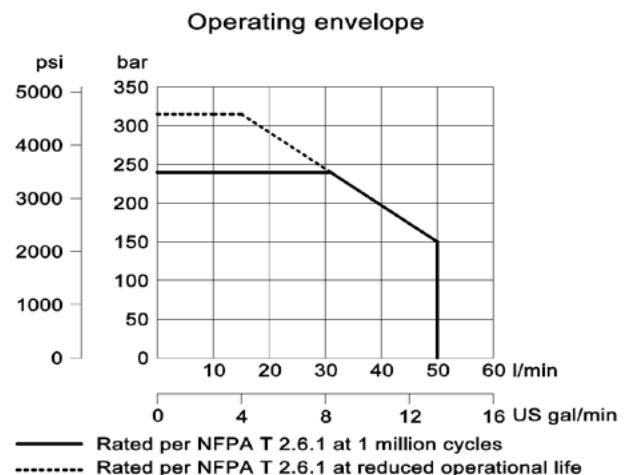 Operating envelope
psi bar
5000 350
4000 300
3000 250
2000 200
1000 150
0 100
50
0
10 20 30 40 50 60 l/min
0 4 8 12 16 US gal/min
Rated per NFPA T 2.6.1 at 1 million cycles
Rated per NFPA T 2.6.1 at reduced operational life